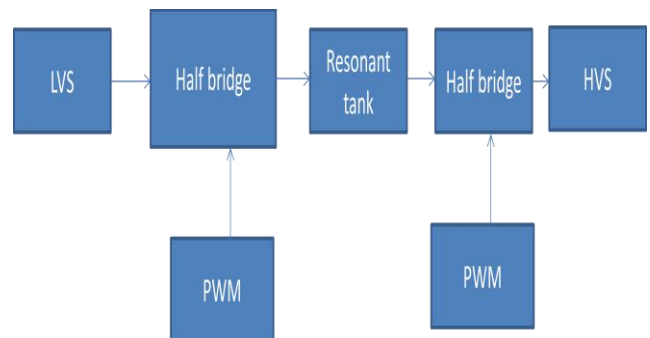 LVS
Half bridge
Resonant
tank
Half bridge
HVS
PWM
PWM